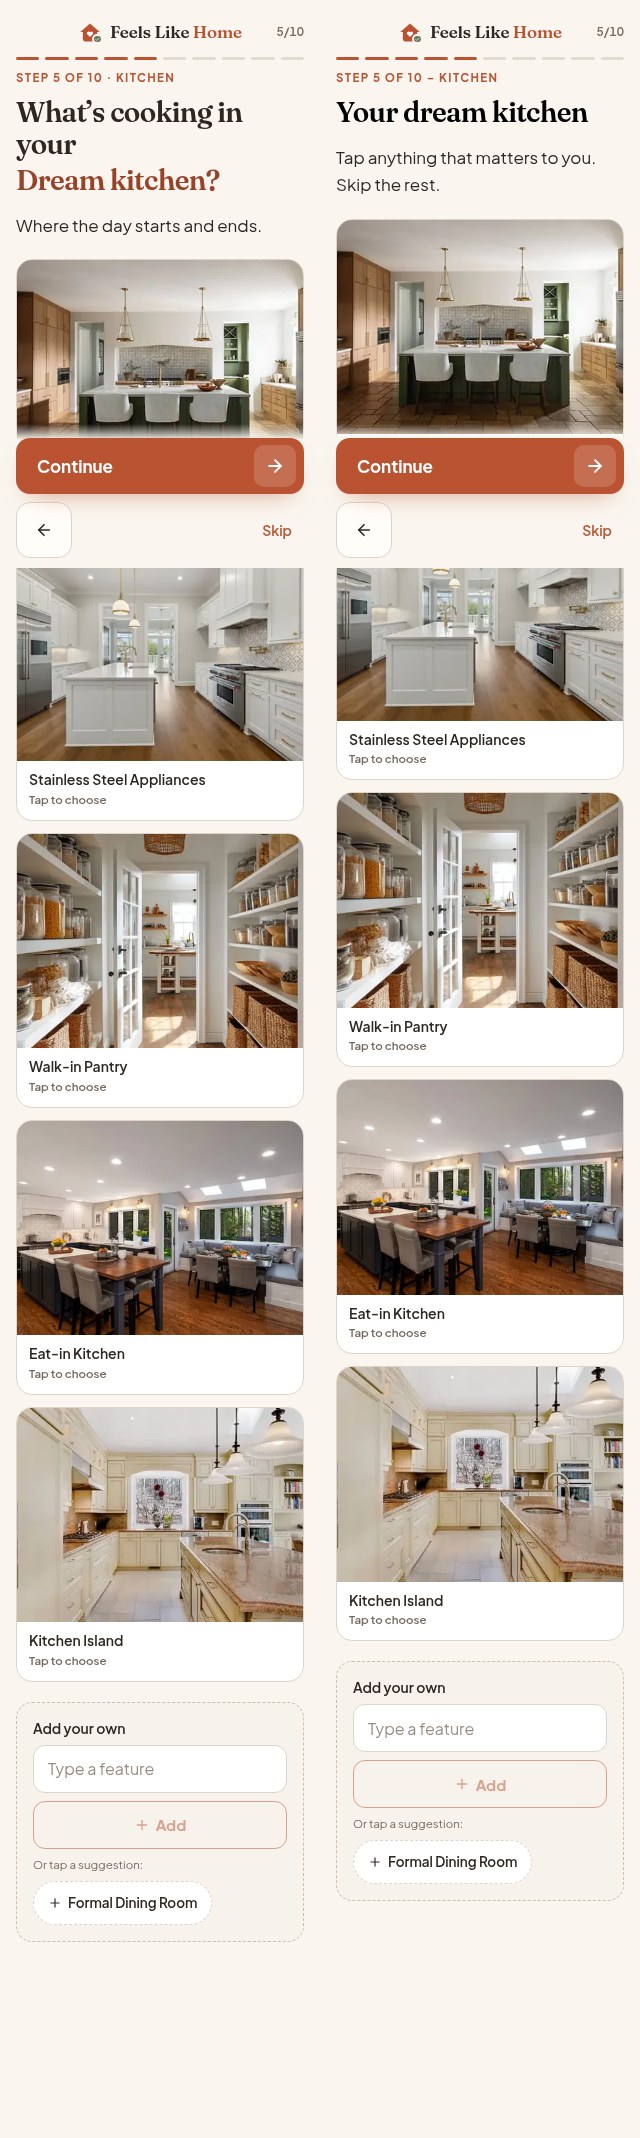 Feels Like Home
5/10
STEP 5 OF 10 · KITCHEN
What's cooking in
your
Dream kitchen?
Where the day starts and ends.
Continue
Skip
Stainless Steel Appliances
Tap to choose
Walk-in Pantry
Tap to choose
Eat-in Kitchen
Tap to choose
Kitchen Island
Tap to choose
Add your own
Type a feature
+ Add
Or tap a suggestion:
+ Formal Dining Room
Feels Like Home
5/10
STEP 5 OF 10 – KITCHEN
Your dream kitchen
Tap anything that matters to you.
Skip the rest.
Continue
Skip
Stainless Steel Appliances
Tap to choose
Walk-in Pantry
Tap to choose
Eat-in Kitchen
Tap to choose
Kitchen Island
Tap to choose
Add your own
Type a feature
+ Add
Or tap a suggestion:
+ Formal Dining Room